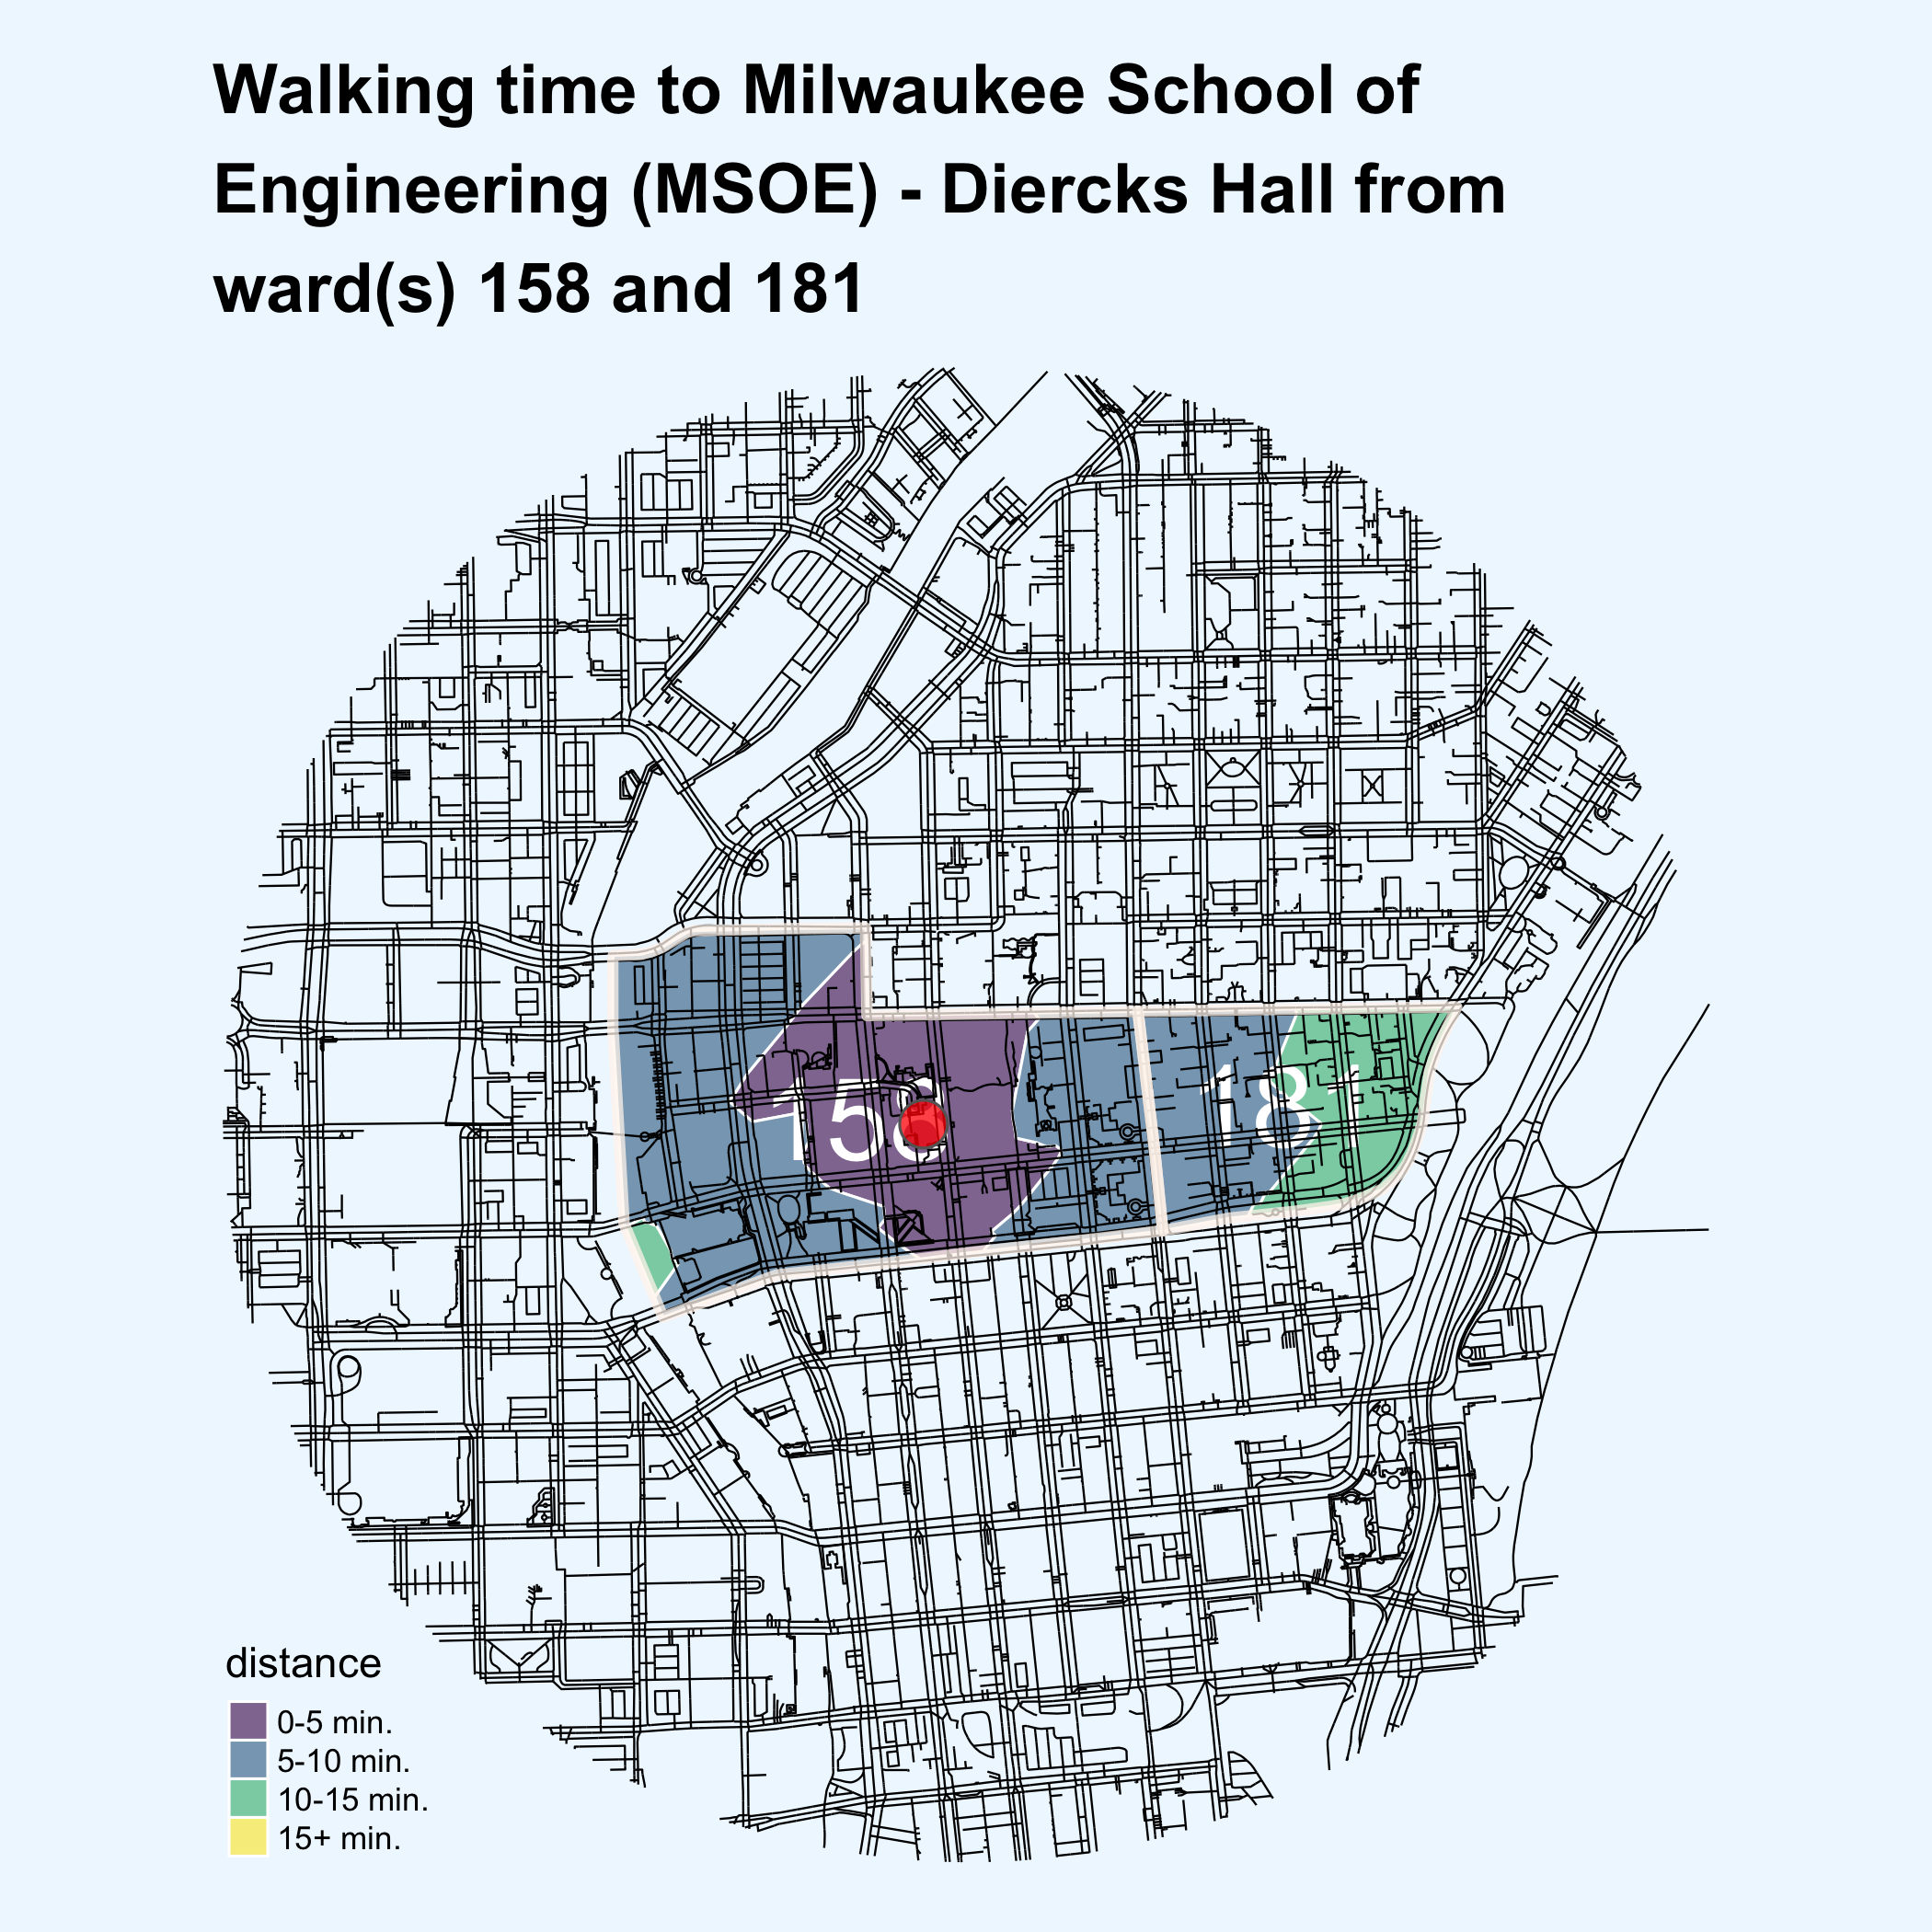 Walking time to Milwaukee School of
Engineering (MSOE) - Diercks Hall from
ward(s) 158 and 181
158
181
distance
0-5 min.
5-10 min.
10-15 min.
15+ min.